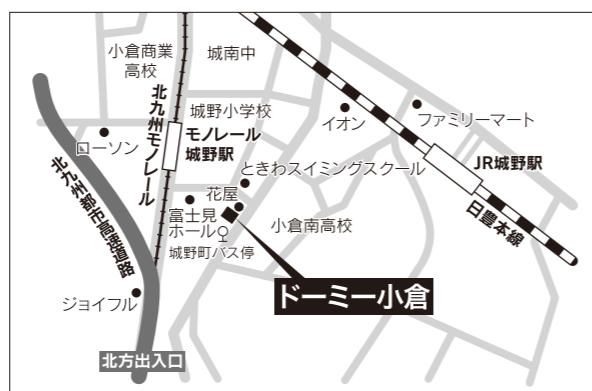 小倉商業
高校
城南中
城野小学校
モノレール
城野駅
北九州モノレール
ローソン
北九州都市高速道路
イオン
ファミリーマート
JR城野駅
日豊本線
ときわスイミングスクール
花屋
富士見
ホール
小倉南高校
城野町バス停
ドーミー小倉
ジョイフル
北方出入口